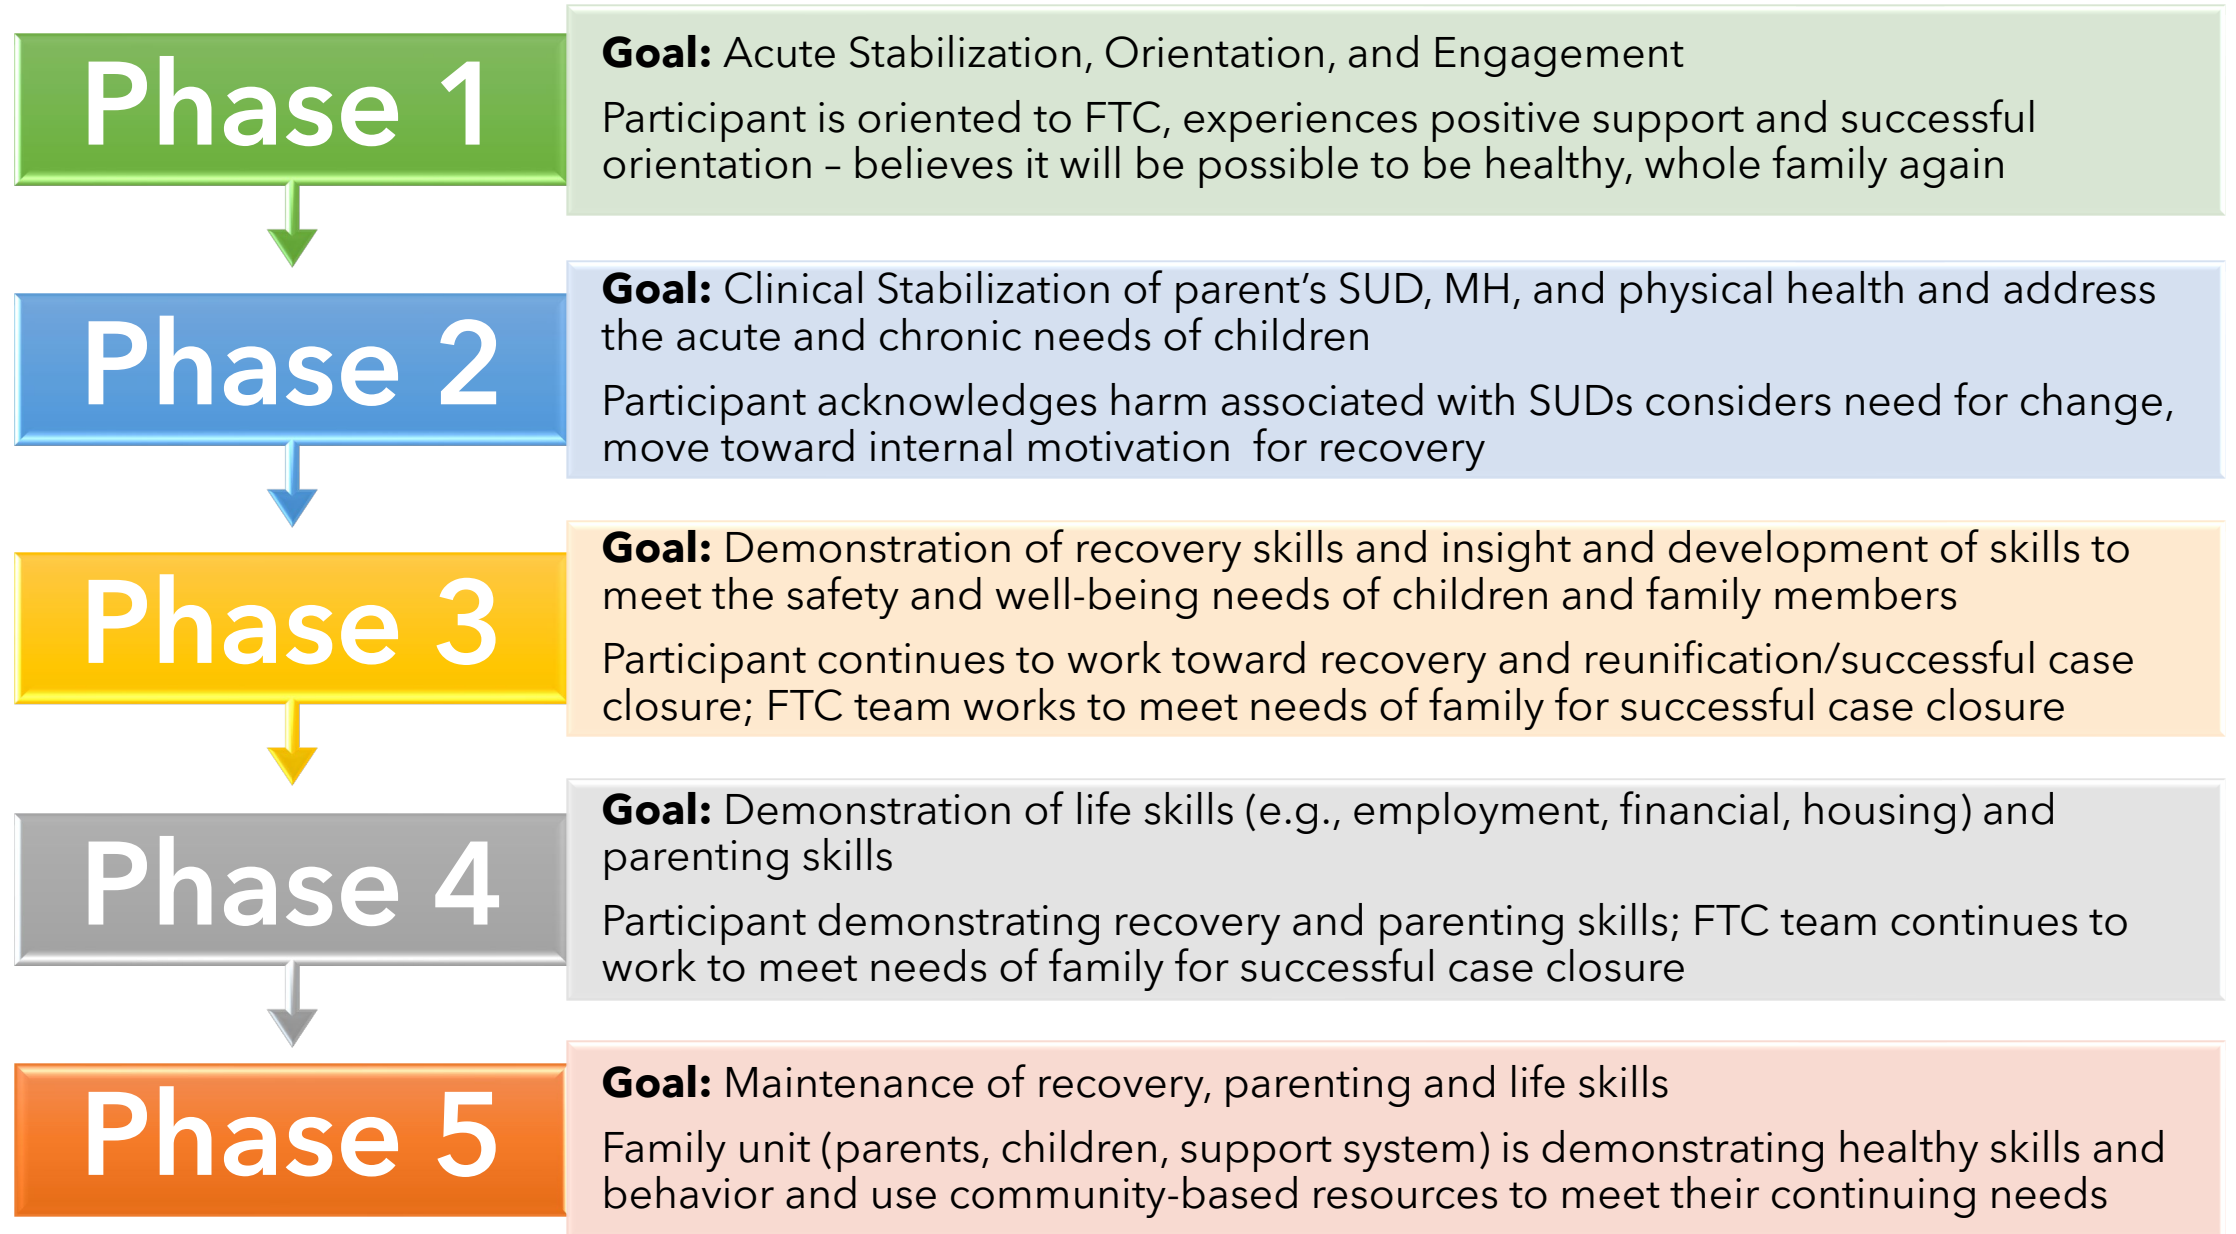 Phase 1
Goal: Acute Stabilization, Orientation, and Engagement
Participant is oriented to FTC, experiences positive support and successful
orientation – believes it will be possible to be healthy, whole family again
Phase 2
Goal: Clinical Stabilization of parent’s SUD, MH, and physical health and address
the acute and chronic needs of children
Participant acknowledges harm associated with SUDs considers need for change,
move toward internal motivation  for recovery
Phase 3
Goal: Demonstration of recovery skills and insight and development of skills to
meet the safety and well-being needs of children and family members
Participant continues to work toward recovery and reunification/successful case
closure; FTC team works to meet needs of family for successful case closure
Phase 4
Goal: Demonstration of life skills (e.g., employment, financial, housing) and
parenting skills
Participant demonstrating recovery and parenting skills; FTC team continues to
work to meet needs of family for successful case closure
Phase 5
Goal: Maintenance of recovery, parenting and life skills
Family unit (parents, children, support system) is demonstrating healthy skills and
behavior and use community-based resources to meet their continuing needs